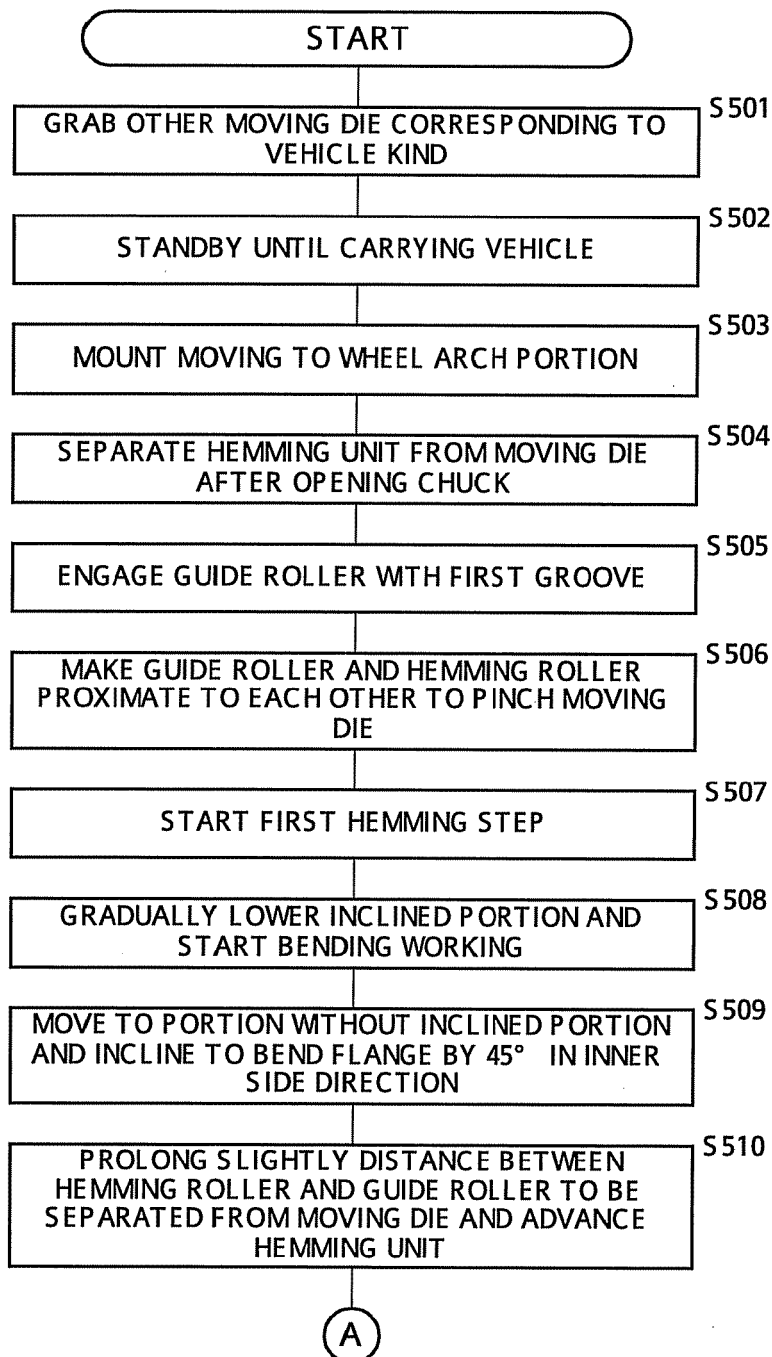 START
S501
GRAB OTHER MOVING DIE CORRESPONDING TO
VEHICLE KIND
S502
STANDBY UNTIL CARRYING VEHICLE
S503
MOUNT MOVING TO WHEEL ARCH PORTION
S504
SEPARATE HEMMING UNIT FROM MOVING DIE
AFTER OPENING CHUCK
S505
ENGAGE GUIDE ROLLER WITH FIRST GROOVE
S506
MAKE GUIDE ROLLER AND HEMMING ROLLER
PROXIMATE TO EACH OTHER TO PINCH MOVING
DIE
S507
START FIRST HEMMING STEP
S508
GRADUALLY LOWER INCLINED PORTION AND
START BENDING WORKING
S509
MOVE TO PORTION WITHOUT INCLINED PORTION
AND INCLINE TO BEND FLANGE BY 45° IN INNER
SIDE DIRECTION
S510
PROLONG SLIGHTLY DISTANCE BETWEEN
HEMMING ROLLER AND GUIDE ROLLER TO BE
SEPARATED FROM MOVING DIE AND ADVANCE
HEMMING UNIT
A